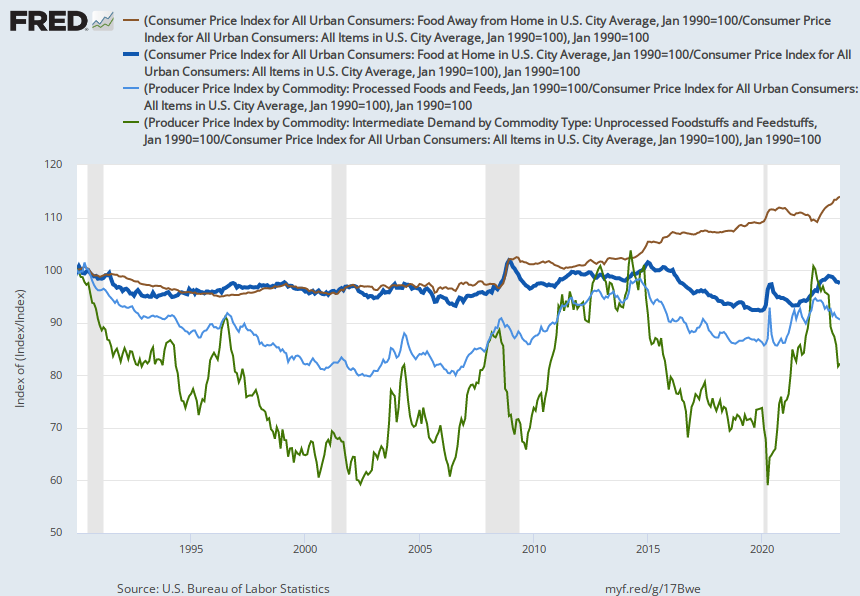 FRED
(Consumer Price Index for All Urban Consumers: Food Away from Home in U.S. City Average, Jan 1990=100/Consumer Price
Index for All Urban Consumers: All Items in U.S. City Average, Jan 1990=100), Jan 1990=100
(Consumer Price Index for All Urban Consumers: Food at Home in U.S. City Average, Jan 1990=100/Consumer Price Index for All
Urban Consumers: All Items in U.S. City Average, Jan 1990=100), Jan 1990=100
(Producer Price Index by Commodity: Processed Foods and Feeds, Jan 1990=100/Consumer Price Index for All Urban Consumers:
All Items in U.S. City Average, Jan 1990=100), Jan 1990=100
(Producer Price Index by Commodity: Intermediate Demand by Commodity Type: Unprocessed Foodstuffs and Feedstuffs,
Jan 1990=100/Consumer Price Index for All Urban Consumers: All Items in U.S. City Average, Jan 1990=100), Jan 1990=100
Index of (Index/Index)
120
110
100
90
80
70
60
50
1995 2000 2005 2010 2015 2020
Source: U.S. Bureau of Labor Statistics
myf.red/g/17Bwe